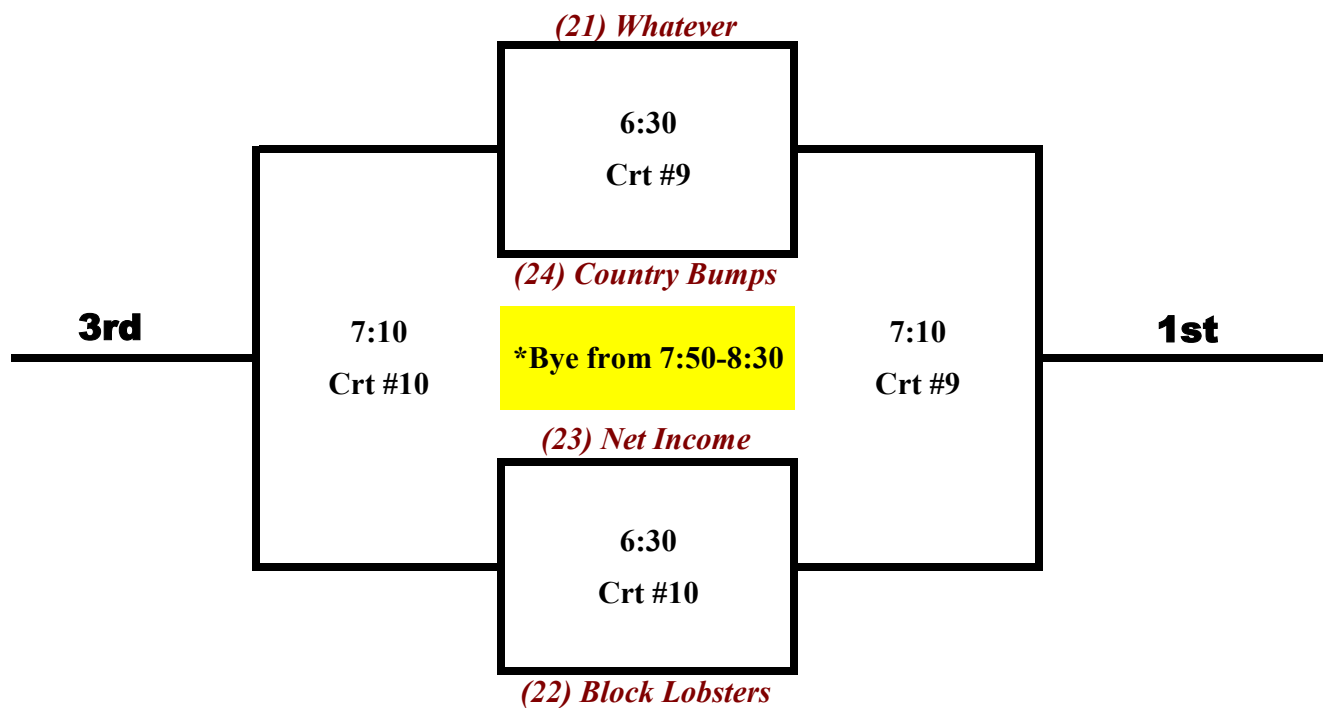 (21) Whatever
6:30
Crt #9
(24) Country Bumps
3rd
7:10
Crt #10
*Bye from 7:50-8:30
7:10
Crt #9
1st
(23) Net Income
6:30
Crt #10
(22) Block Lobsters